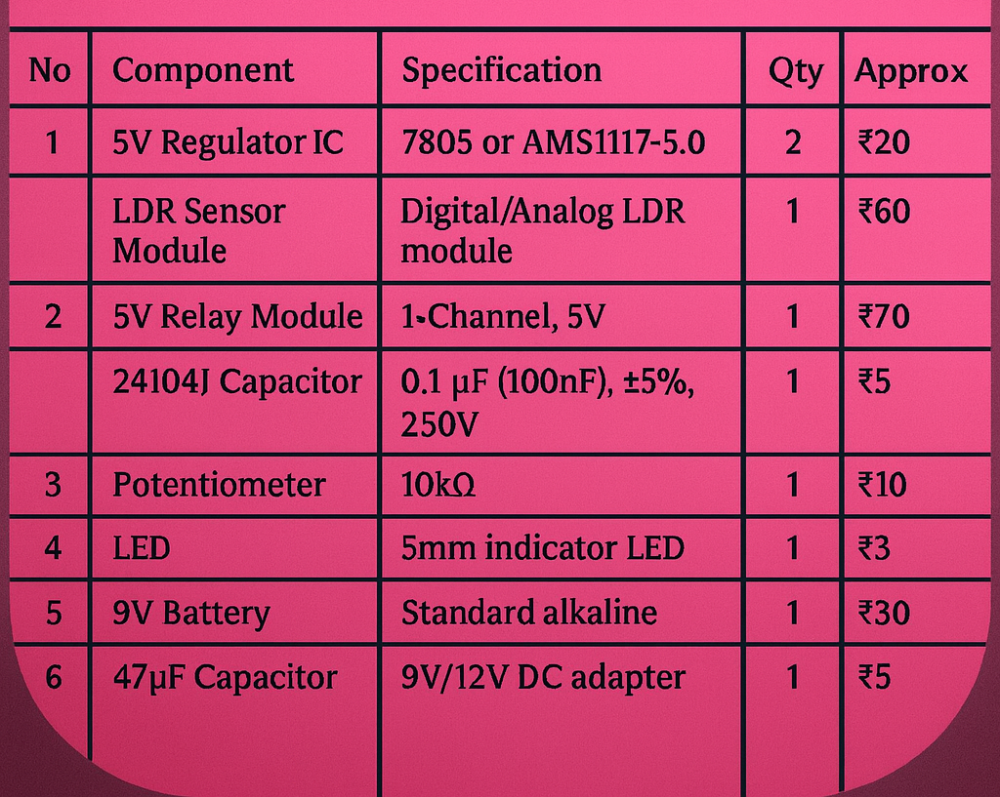 No Component Specification Qty Approx
1 5V Regulator IC 7805 or AMS1117-5.0 2 ₹20
LDR Sensor Digital/Analog LDR 1 ₹60
Module module
2 5V Relay Module 1-Channel, 5V 1 ₹70
24104J Capacitor 0.1 µF (100nF), ±5%, 1 ₹5
250V
3 Potentiometer 10kΩ 1 ₹10
4 LED 5mm indicator LED 1 ₹3
5 9V Battery Standard alkaline 1 ₹30
6 47µF Capacitor 9V/12V DC adapter 1 ₹5